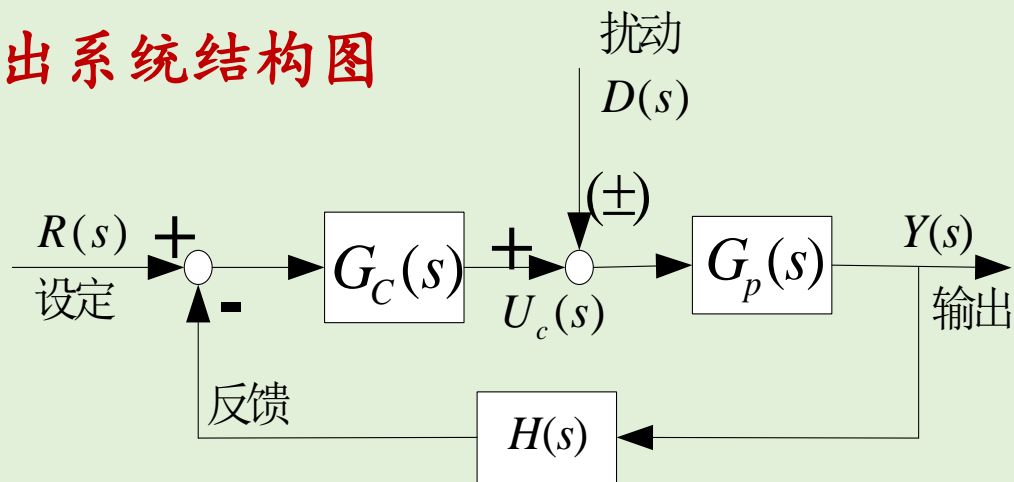 出系统结构图
扰动
D(s)
(±)
R(s)
+
设定
-
G_C(s)
+
U_c(s)
G_p(s)
Y(s)
输出
反馈
H(s)